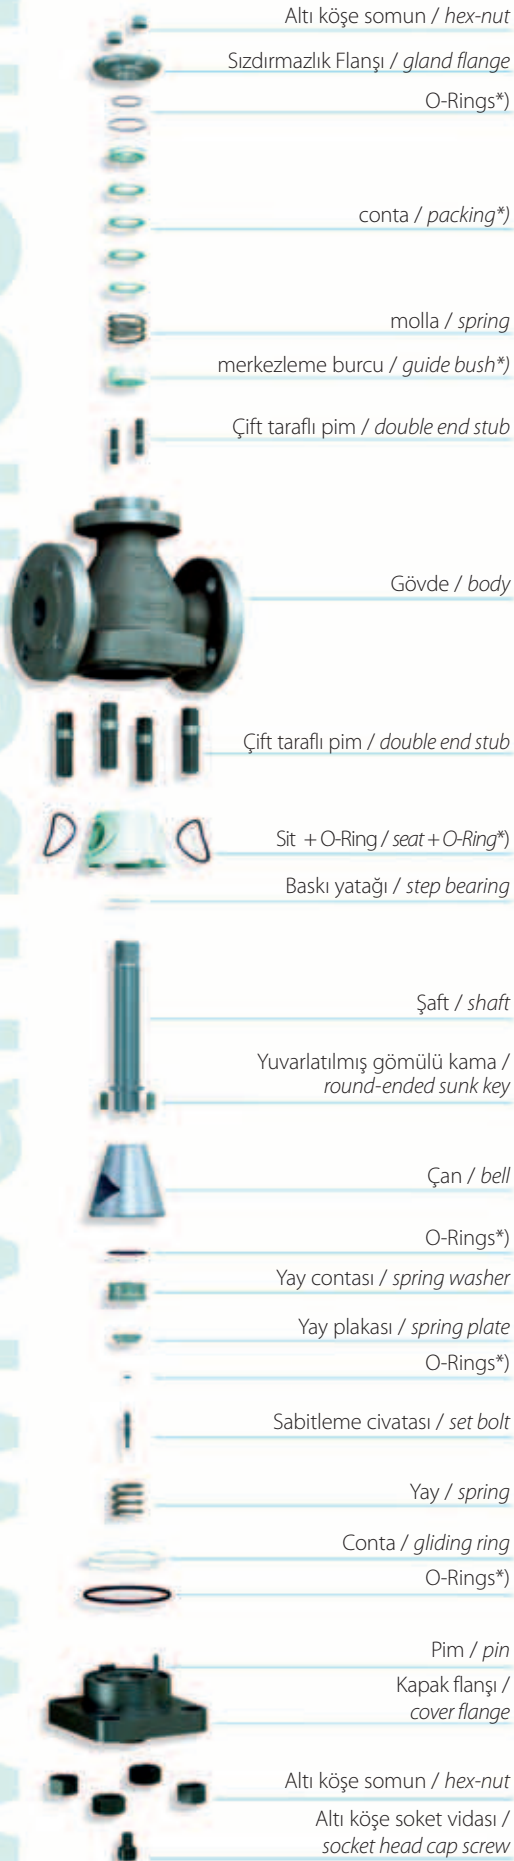 Altı köşe somun / hex-nut
Sızdırmazlık Flanşı / gland flange
O-Rings*)
conta / packing*)
molla / spring
merkezleme burcu / guide bush*)
Çift taraflı pim / double end stub
Gövde / body
Çift taraflı pim / double end stub
Sit + O-Ring / seat + O-Ring*)
Baskı yatağı / step bearing
Şaft / shaft
Yuvarlatılmış gömülü kama /
round-ended sunk key
Çan / bell
O-Rings*)
Yay contası / spring washer
Yay plakası / spring plate
O-Rings*)
Sabitleme civatası / set bolt
Yay / spring
Conta / gliding ring
O-Rings*)
Pim / pin
Kapak flanşı /
cover flange
Altı köşe somun / hex-nut
Altı köşe soket vidası /
socket head cap screw